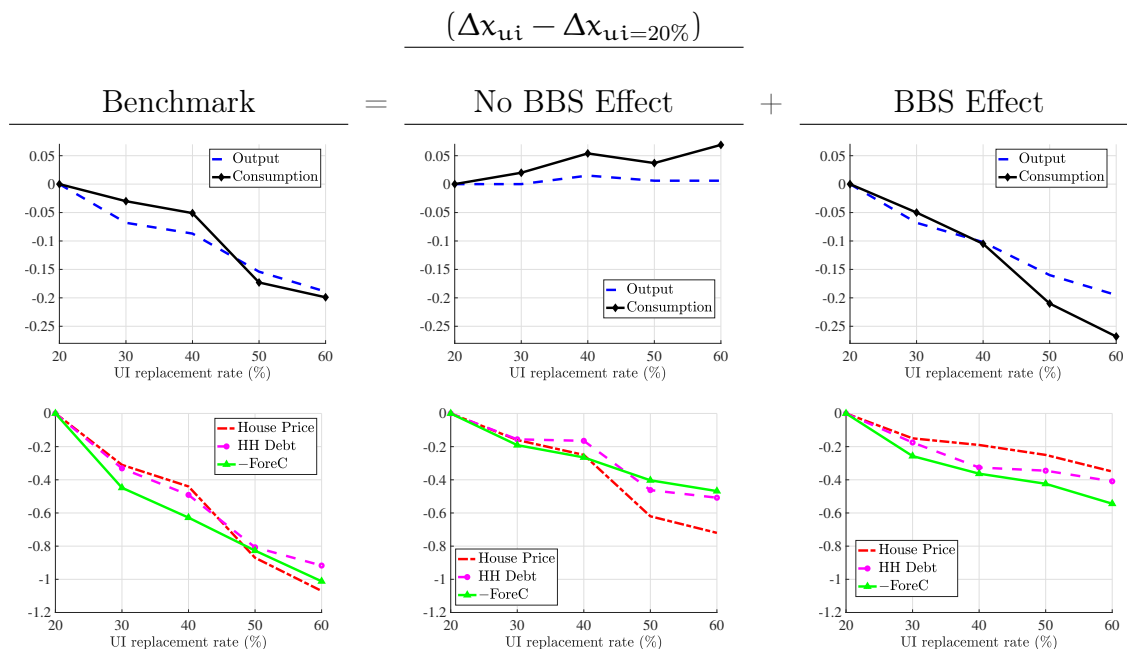 (Δx_{ui} − Δx_{ui=20%})
Benchmark = No BBS Effect + BBS Effect
0.05
0
-0.05
-0.1
-0.15
-0.2
-0.25
20 30 40 50 60
UI replacement rate (%)
Output
Consumption
0.05
0
-0.05
-0.1
-0.15
-0.2
-0.25
20 30 40 50 60
UI replacement rate (%)
Output
Consumption
0.05
0
-0.05
-0.1
-0.15
-0.2
-0.25
20 30 40 50 60
UI replacement rate (%)
Output
Consumption
0
-0.2
-0.4
-0.6
-0.8
-1
-1.2
20 30 40 50 60
UI replacement rate (%)
House Price
HH Debt
−ForeC
0
-0.2
-0.4
-0.6
-0.8
-1
-1.2
20 30 40 50 60
UI replacement rate (%)
House Price
HH Debt
−ForeC
0
-0.2
-0.4
-0.6
-0.8
-1
-1.2
20 30 40 50 60
UI replacement rate (%)
House Price
HH Debt
−ForeC